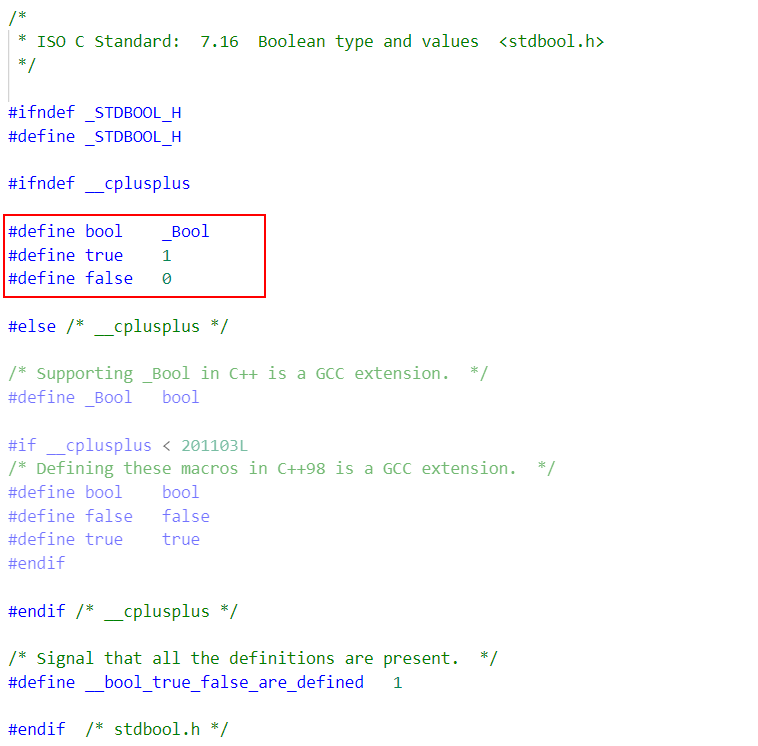 /*
 * ISO C Standard:  7.16  Boolean type and values  <stdbool.h>
 */
#ifndef _STDBOOL_H
#define _STDBOOL_H
#ifndef __cplusplus
#define bool    _Bool
#define true    1
#define false   0
#else /* __cplusplus */
/* Supporting _Bool in C++ is a GCC extension.  */
#define _Bool   bool
#if __cplusplus < 201103L
/* Defining these macros in C++98 is a GCC extension.  */
#define bool    bool
#define false   false
#define true    true
#endif
#endif /* __cplusplus */
/* Signal that all the definitions are present.  */
#define __bool_true_false_are_defined   1
#endif  /* stdbool.h */